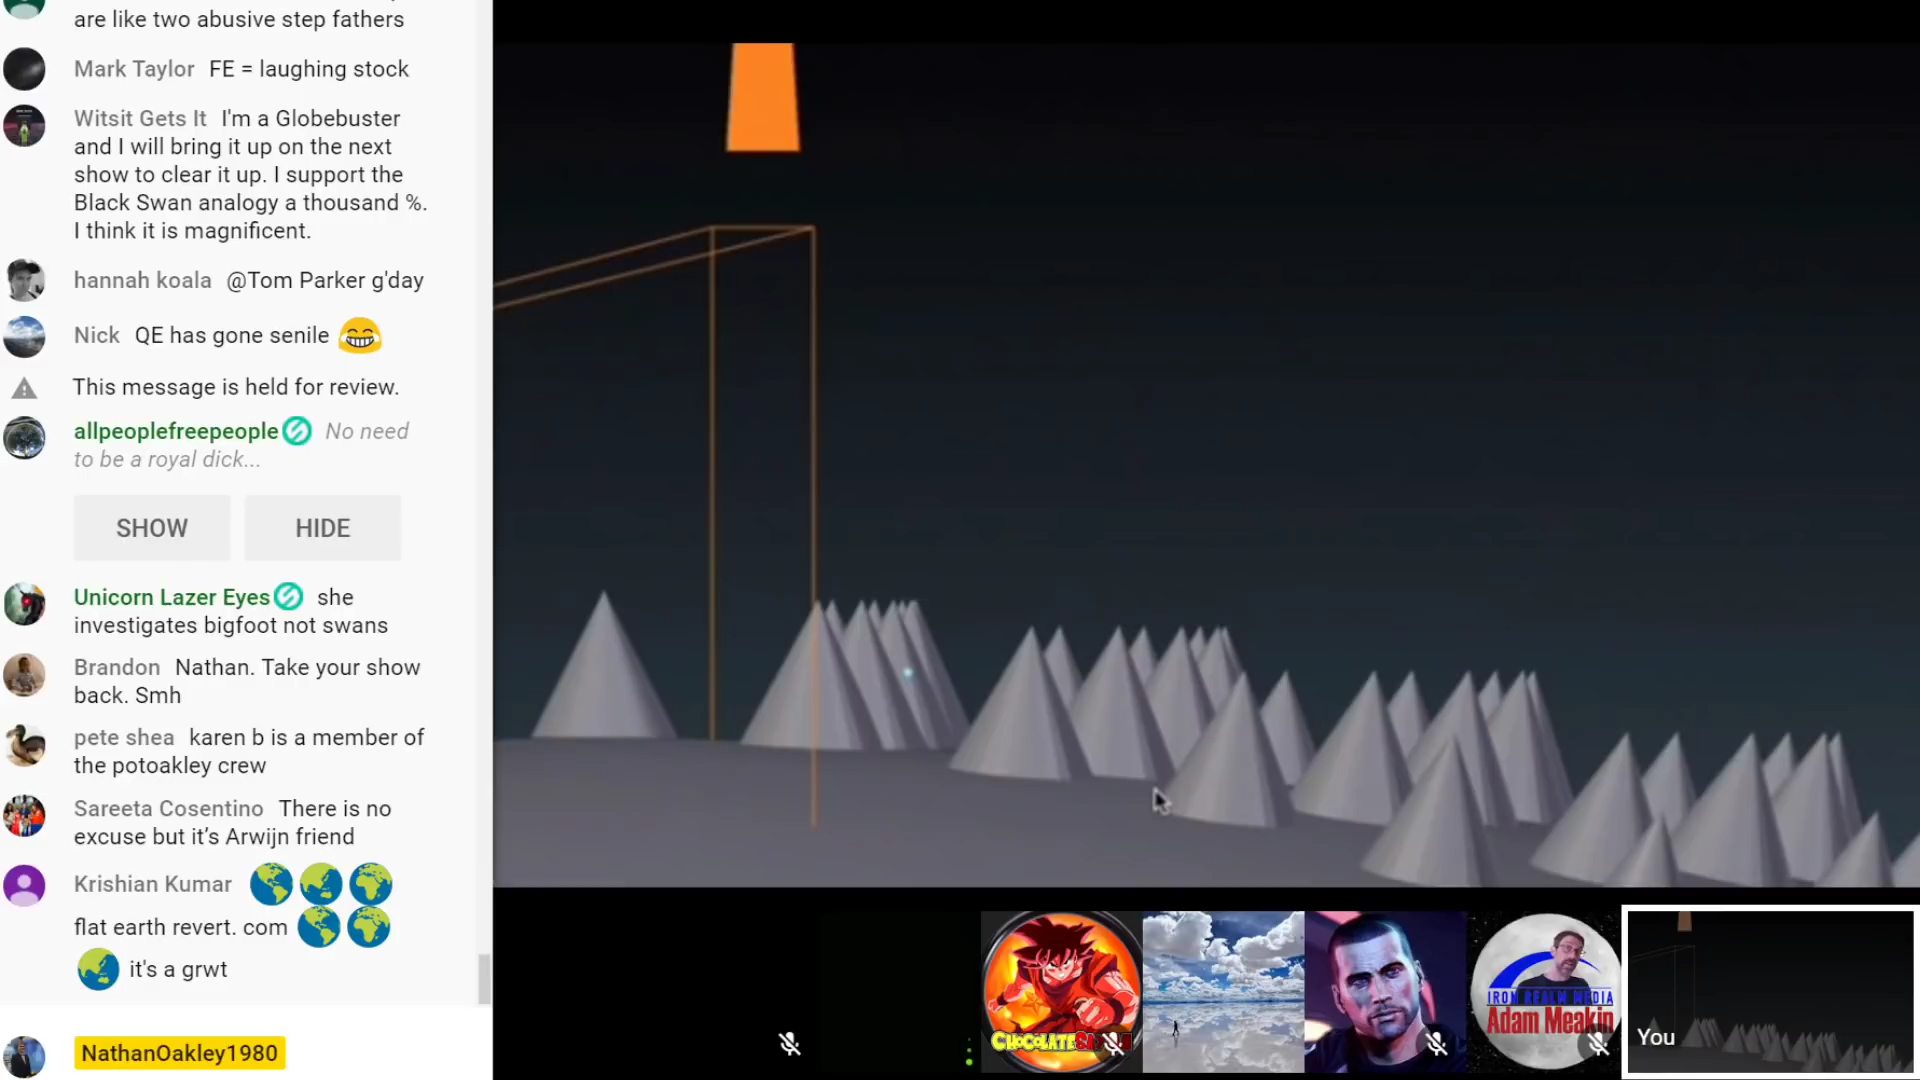 are like two abusive step fathers
Mark Taylor FE = laughing stock
Witsit Gets It I'm a Globebuster
and I will bring it up on the next
show to clear it up. I support the
Black Swan analogy a thousand %.
I think it is magnificent.
hannah koala @Tom Parker g'day
Nick QE has gone senile
This message is held for review.
allpeoplefreepeople No need
to be a royal dick...
SHOW HIDE
Unicorn Lazer Eyes she
investigates bigfoot not swans
Brandon Nathan. Take your show
back. Smh
pete shea karen b is a member of
the potoakley crew
Sareeta Cosentino There is no
excuse but it’s Arwijn friend
Krishian Kumar
flat earth revert. com
it's a grwt
NathanOakley1980
IRON REALM MEDIA
Adam Meakin
You